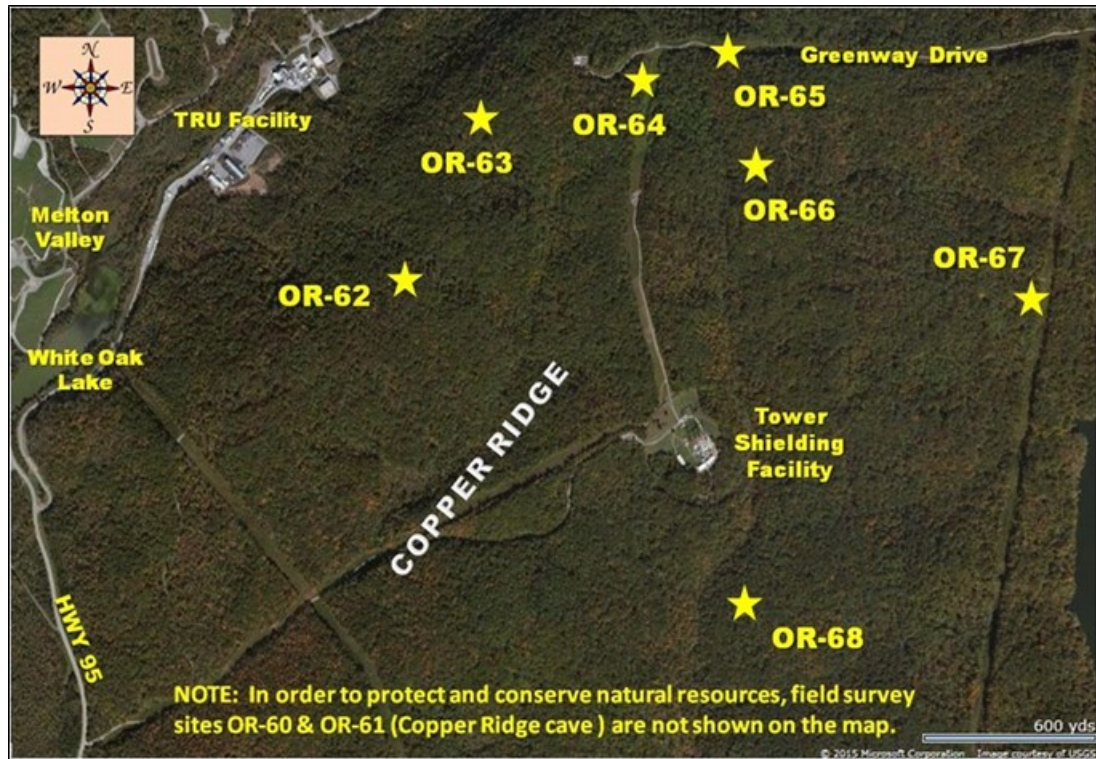 N
W E
S
TRU Facility
Greenway Drive
OR-65
OR-64
OR-63
OR-66
Melton
Valley
OR-67
OR-62
White Oak
Lake
COPPER RIDGE
Tower
Shielding
Facility
HWY 95
OR-68
NOTE: In order to protect and conserve natural resources, field survey
sites OR-60 & OR-61 (Copper Ridge cave ) are not shown on the map.
600 yds
© 2015 Microsoft Corporation Image courtesy of USGS